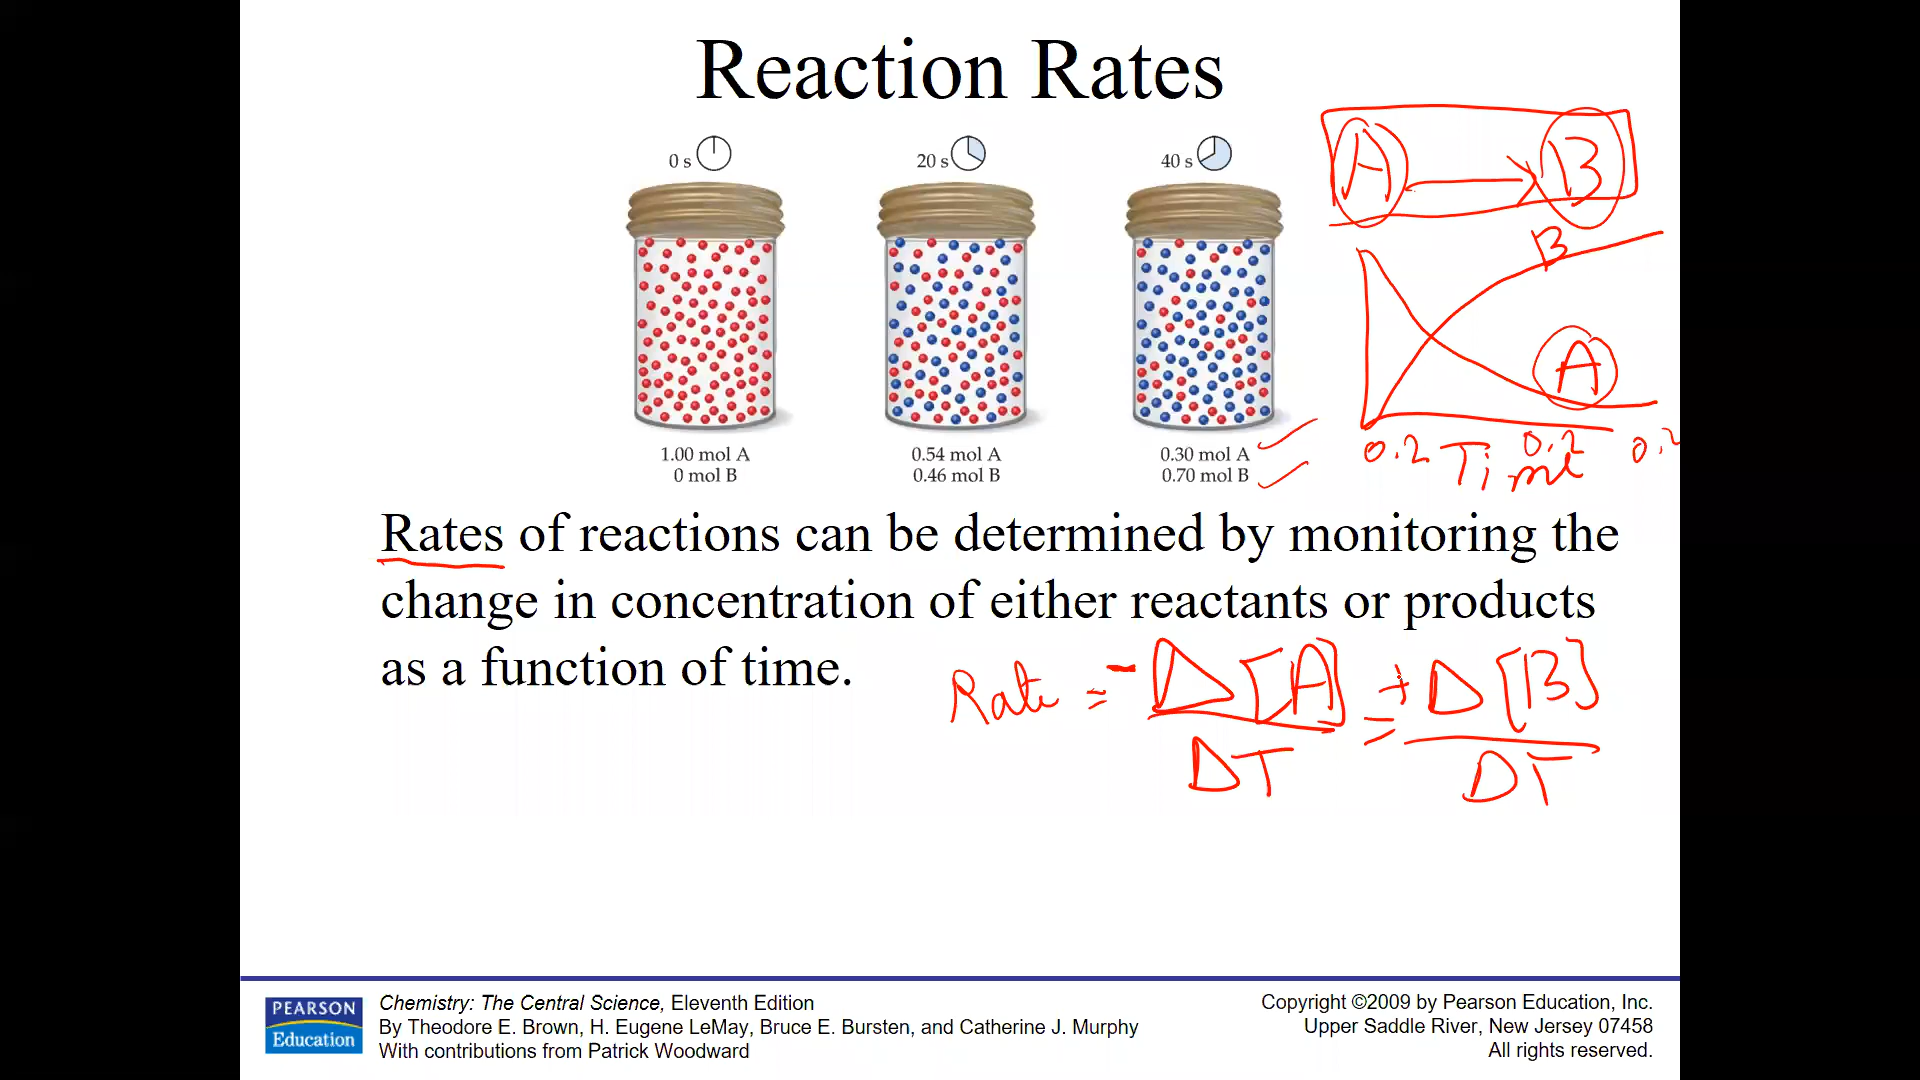 Reaction Rates
0 s
20 s
40 s
A → B
1.00 mol A
0 mol B
0.54 mol A
0.46 mol B
0.30 mol A
0.70 mol B
B
A
0.2 Time 0.2 0.2
Rates of reactions can be determined by monitoring the
change in concentration of either reactants or products
as a function of time.
Rate = - Δ[A] / ΔT = + Δ[B] / ΔT
PEARSON
Education
Chemistry: The Central Science, Eleventh Edition
By Theodore E. Brown, H. Eugene LeMay, Bruce E. Bursten, and Catherine J. Murphy
With contributions from Patrick Woodward
Copyright ©2009 by Pearson Education, Inc.
Upper Saddle River, New Jersey 07458
All rights reserved.